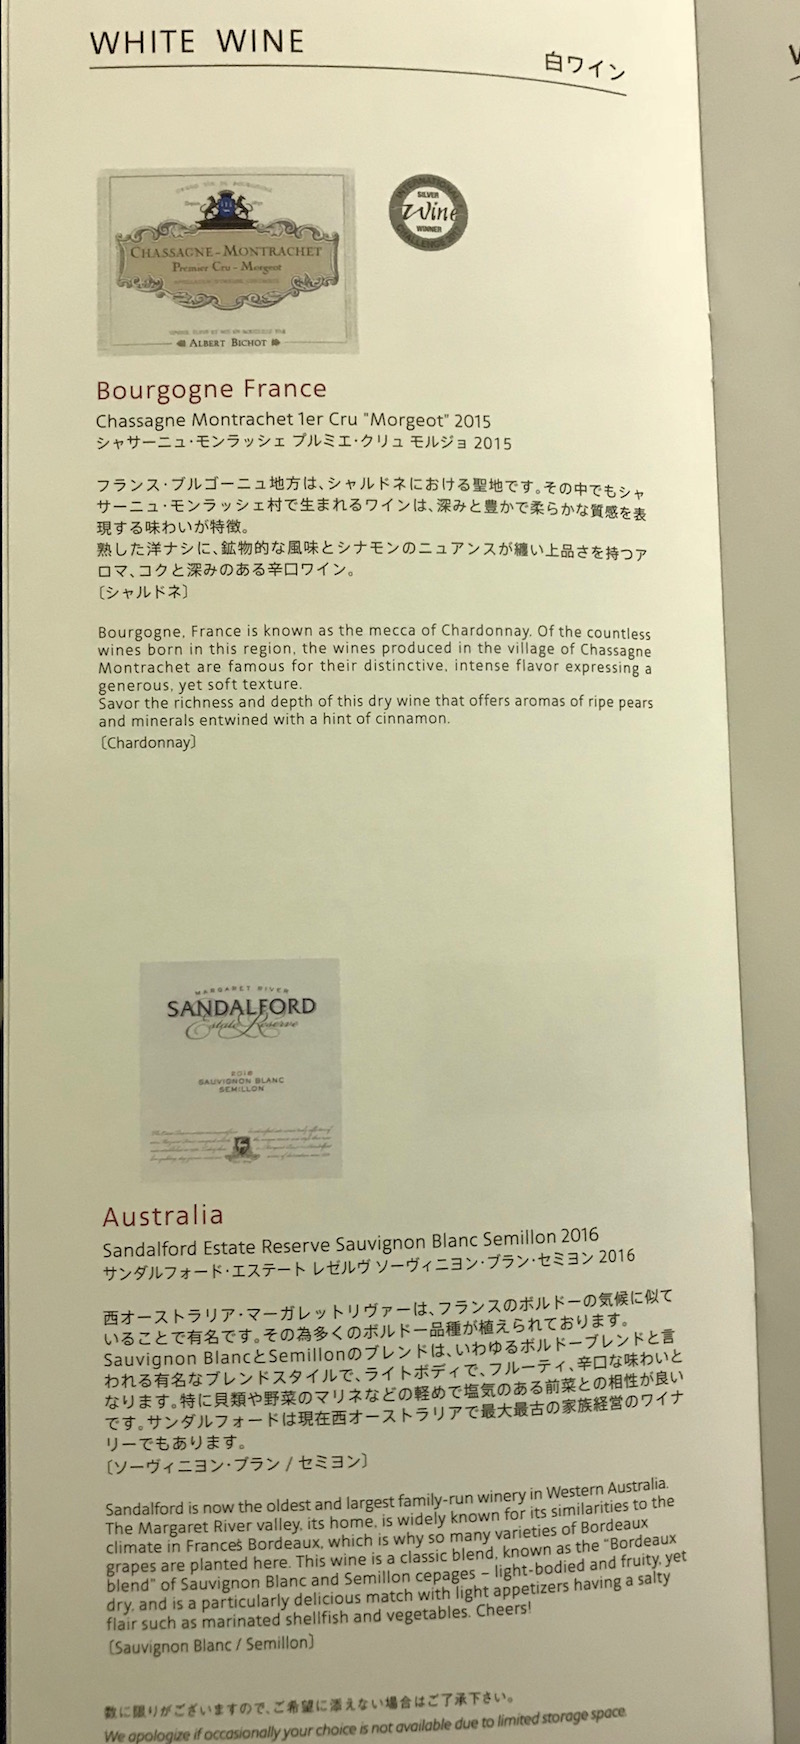 WHITE WINE
白ワイン
CHASSAGNE-MONTRACHET
Premier Cru - Morgeot
ALBERT BICHOT
INTERNATIONAL
SILVER
Wine
WINNER
CHALLENGE
Bourgogne France
Chassagne Montrachet 1er Cru "Morgeot" 2015
シャサーニュ・モンラッシェ プルミエ・クリュ モルジョ 2015
フランス・ブルゴーニュ地方は、シャルドネにおける聖地です。その中でもシャ
サーニュ・モンラッシェ村で生まれるワインは、深みと豊かで柔らかな質感を表
現する味わいが特徴。
熟した洋ナシに、鉱物的な風味とシナモンのニュアンスが纏い上品さを持つア
ロマ、コクと深みのある辛口ワイン。
〔シャルドネ〕
Bourgogne, France is known as the mecca of Chardonnay. Of the countless
wines born in this region, the wines produced in the village of Chassagne
Montrachet are famous for their distinctive, intense flavor expressing a
generous, yet soft texture.
Savor the richness and depth of this dry wine that offers aromas of ripe pears
and minerals entwined with a hint of cinnamon.
〔Chardonnay〕
MARGARET RIVER
SANDALFORD
Estate Reserve
2016
SAUVIGNON BLANC
SEMILLON
Australia
Sandalford Estate Reserve Sauvignon Blanc Semillon 2016
サンダルフォード・エステート レゼルヴ ソーヴィニヨン・ブラン・セミヨン 2016
西オーストラリア・マーガレットリヴァーは、フランスのボルドーの気候に似て
いることで有名です。その為多くのボルドー品種が植えられております。
Sauvignon BlancとSemillonのブレンドは、いわゆるボルドーブレンドと言
われる有名なブレンドスタイルで、ライトボディで、フルーティ、辛口な味わいと
なります。特に貝類や野菜のマリネなどの軽めで塩気のある前菜との相性が良い
です。サンダルフォードは現在西オーストラリアで最大最古の家族経営のワイナ
リーでもあります。
〔ソーヴィニヨン・ブラン / セミヨン〕
Sandalford is now the oldest and largest family-run winery in Western Australia.
The Margaret River valley, its home, is widely known for its similarities to the
climate in France's Bordeaux, which is why so many varieties of Bordeaux
grapes are planted here. This wine is a classic blend, known as the "Bordeaux
blend" of Sauvignon Blanc and Semillon cepages – light-bodied and fruity, yet
dry, and is a particularly delicious match with light appetizers having a salty
flair such as marinated shellfish and vegetables. Cheers!
〔Sauvignon Blanc / Semillon〕
数に限りがございますので、ご希望に添えない場合はご了承下さい。
We apologize if occasionally your choice is not available due to limited storage space.